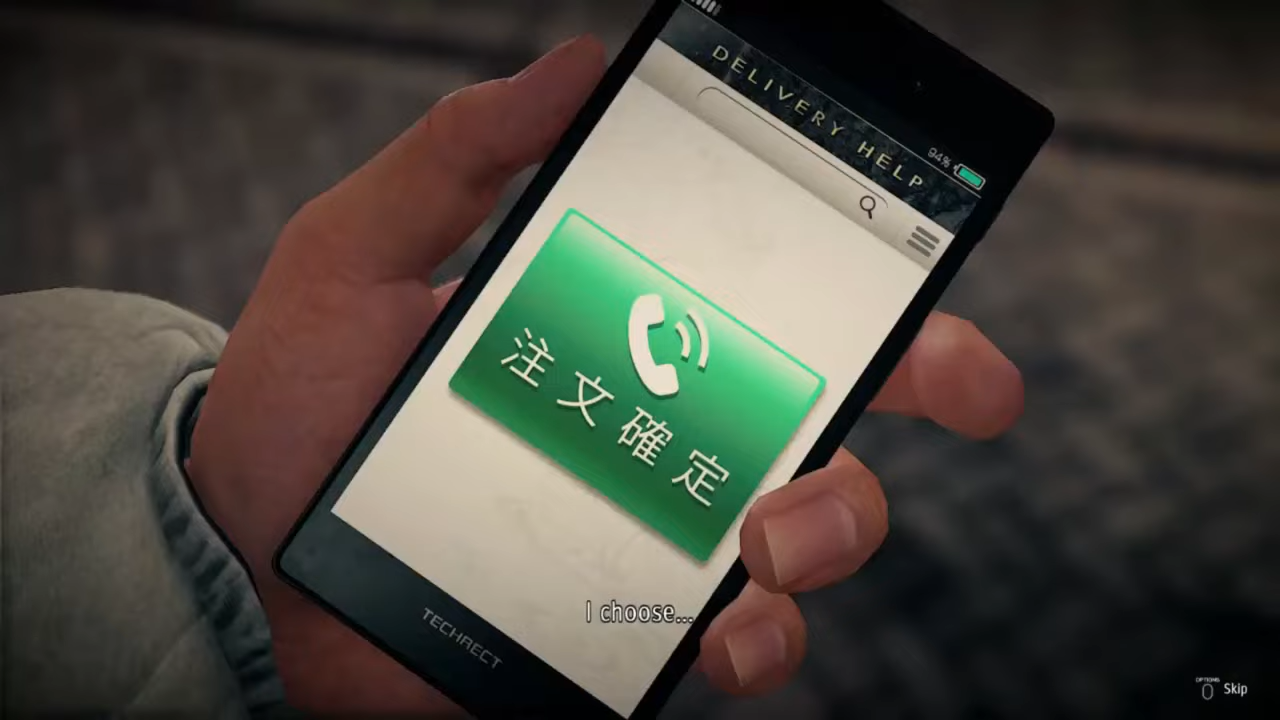 DELIVERY HELP
94%
注文確定
TECHRECT
I choose...
OPTIONS
Skip